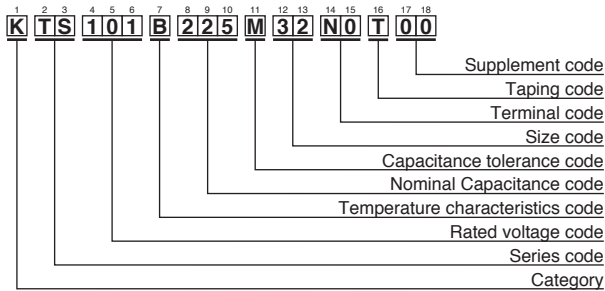 1 2 3 4 5 6 7 8 9 10 11 12 13 14 15 16 17 18
K T S 1 0 1 B 2 2 5 M 3 2 N 0 T 0 0
Supplement code
Taping code
Terminal code
Size code
Capacitance tolerance code
Nominal Capacitance code
Temperature characteristics code
Rated voltage code
Series code
Category